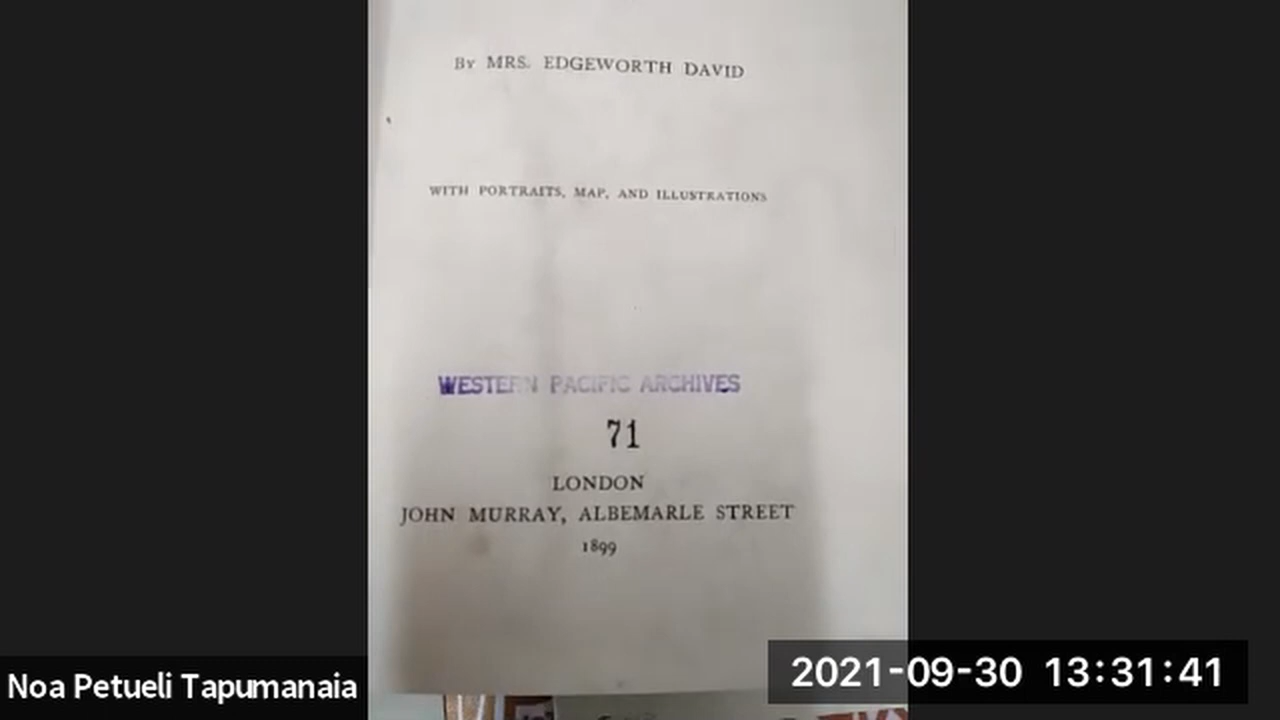 By MRS. EDGEWORTH DAVID
WITH PORTRAITS, MAP, AND ILLUSTRATIONS
WESTERN PACIFIC ARCHIVES
71
LONDON
JOHN MURRAY, ALBEMARLE STREET
1899
Noa Petueli Tapumanaia
2021-09-30 13:31:41